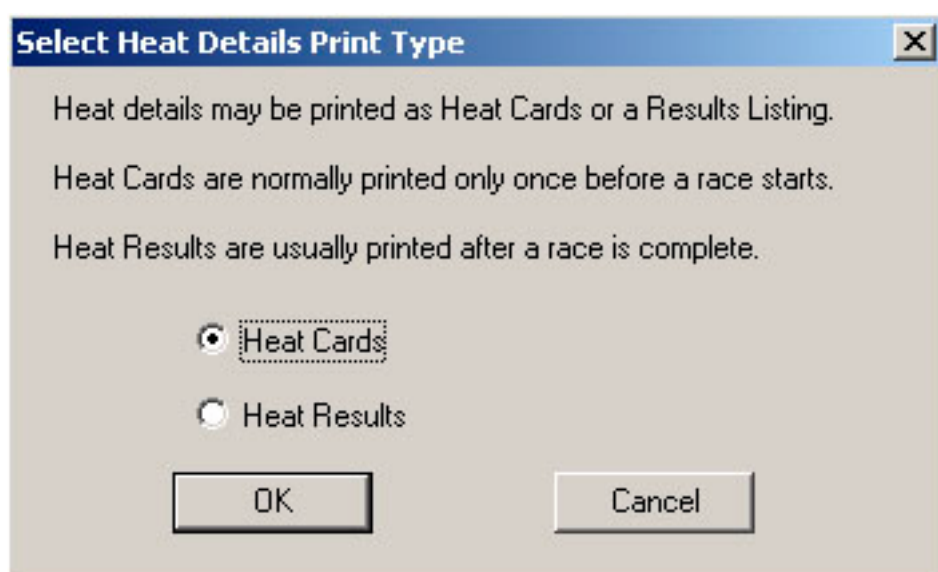 Select Heat Details Print Type
Heat details may be printed as Heat Cards or a Results Listing.
Heat Cards are normally printed only once before a race starts.
Heat Results are usually printed after a race is complete.
Heat Cards
Heat Results
OK Cancel